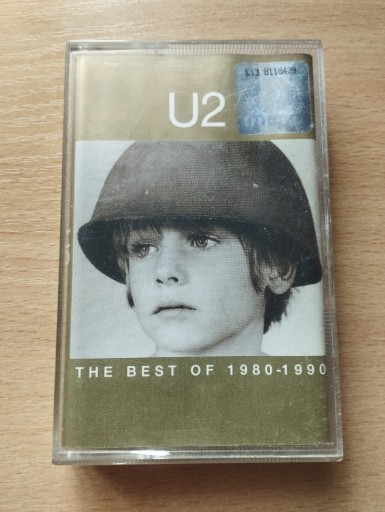 U2
THE BEST OF 1980-1990